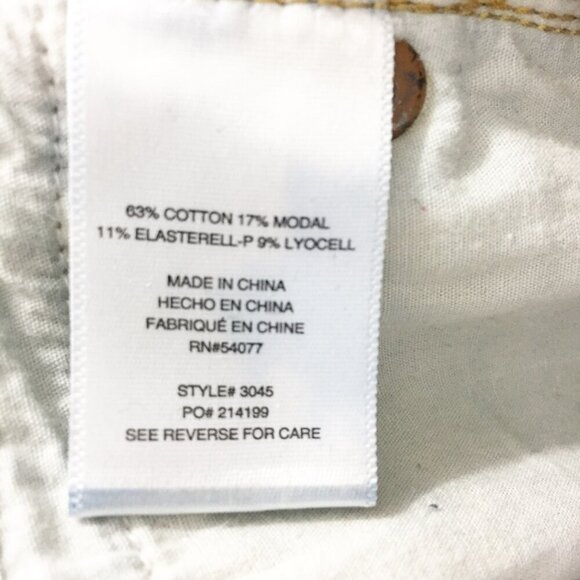 63% COTTON 17% MODAL
11% ELASTERELL-P 9% LYOCELL
MADE IN CHINA
HECHO EN CHINA
FABRIQUÉ EN CHINE
RN#54077
STYLE# 3045
PO# 214199
SEE REVERSE FOR CARE